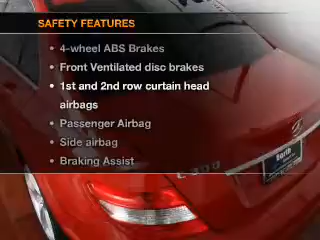 SAFETY FEATURES
• 4-wheel ABS Brakes
• Front Ventilated disc brakes
• 1st and 2nd row curtain head
airbags
• Passenger Airbag
• Side airbag
• Braking Assist
Barth